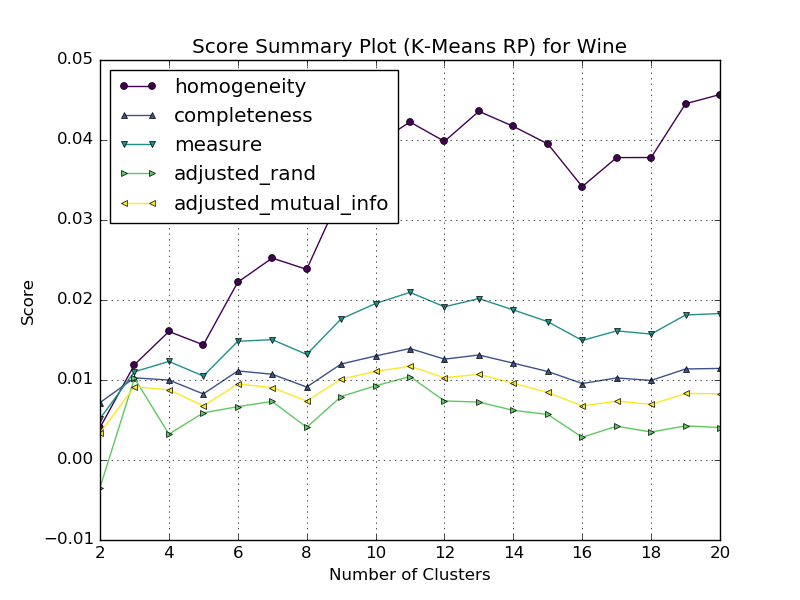 Score Summary Plot (K-Means RP) for Wine
0.05
0.04
0.03
0.02
0.01
0.00
−0.01
homogeneity
completeness
measure
adjusted_rand
adjusted_mutual_info
Score
2 4 6 8 10 12 14 16 18 20
Number of Clusters